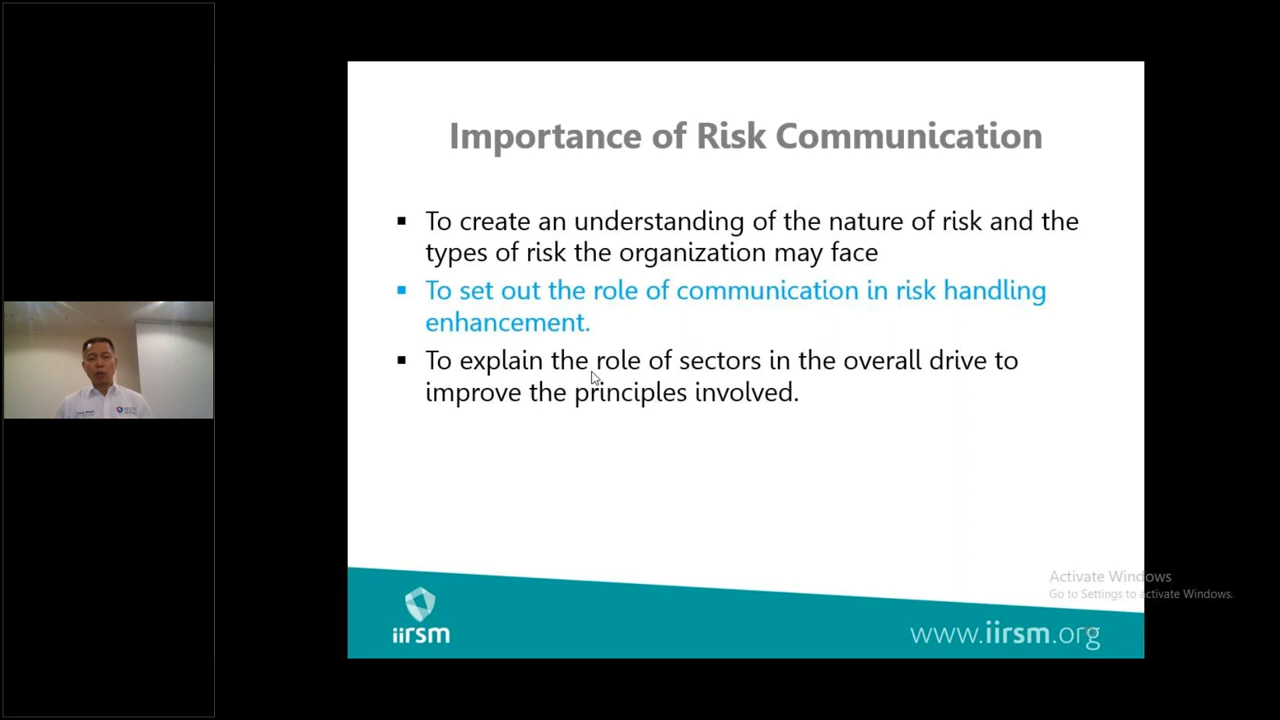 Importance of Risk Communication
▪ To create an understanding of the nature of risk and the
types of risk the organization may face
▪ To set out the role of communication in risk handling
enhancement.
▪ To explain the role of sectors in the overall drive to
improve the principles involved.
Activate Windows
Go to Settings to activate Windows.
iirsm
www.iirsm.org